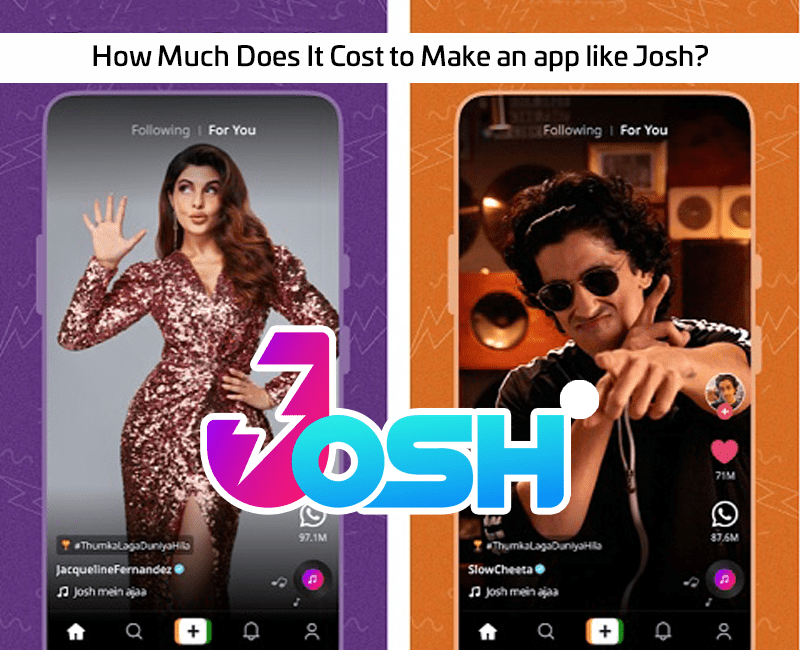 How Much Does It Cost to Make an app like Josh?
Following | For You
JOSH
97.1M
#ThumkaLagaDuniyaHila
JacquelineFernandez
Josh mein ajaa
Following | For You
71M
87.6M
#ThumkaLagaDuniyaHila
SlowCheeta
Josh mein ajaa